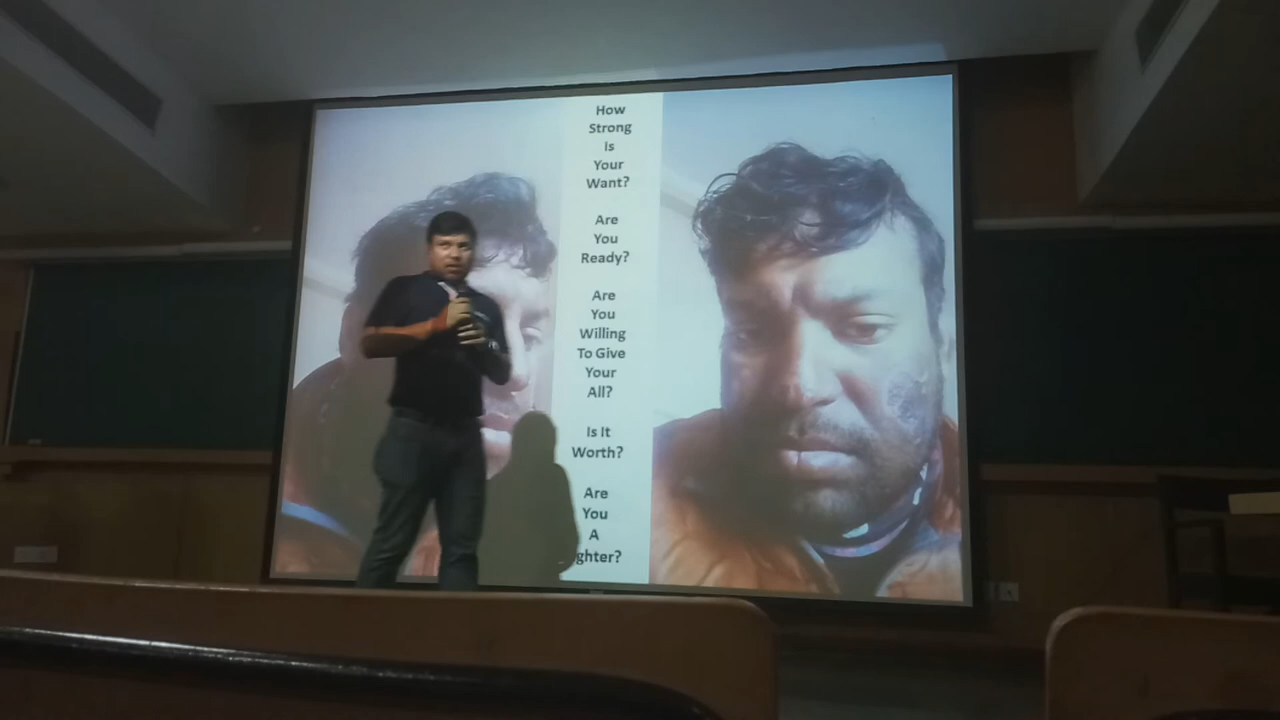 How
Strong
Is
Your
Want?
Are
You
Ready?
Are
You
Willing
To Give
Your
All?
Is It
Worth?
Are
You
A
ghter?